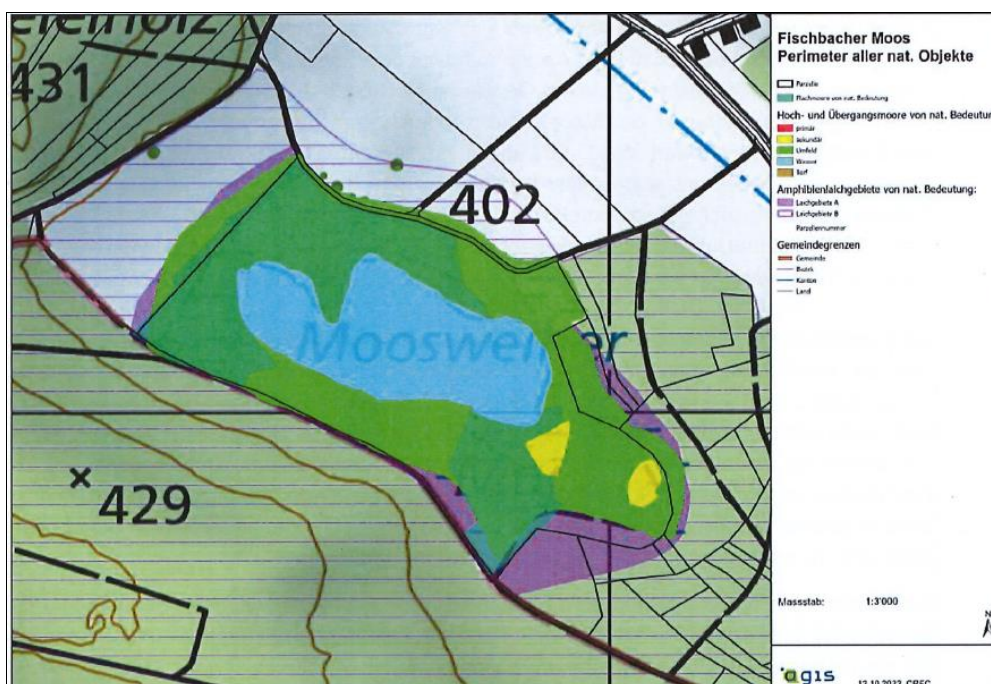 431
402
Moosweiher
429
Fischbacher Moos
Perimeter aller nat. Objekte
Parzelle
Flachmoore von nat. Bedeutung
Hoch- und Übergangsmoore von nat. Bedeutun
primär
sekundär
Umfeld
Wasser
Torf
Amphibienlaichgebiete von nat. Bedeutung:
Laichgebiete A
Laichgebiete B
Parzellennummer
Gemeindegrenzen
Gemeinde
Bezirk
Kanton
Land
Massstab: 1:3'000
N
agis